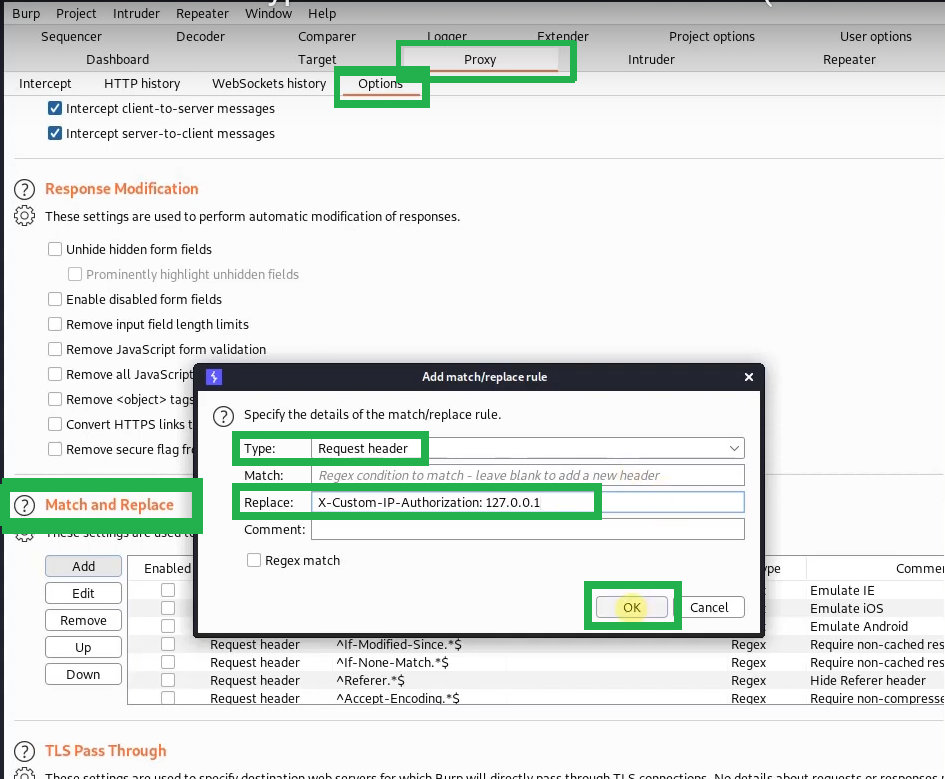 Burp Project Intruder Repeater Window Help
Sequencer Decoder Comparer Logger Extender Project options User options
Dashboard Target Proxy Intruder Repeater
Intercept HTTP history WebSockets history Options
Intercept client-to-server messages
Intercept server-to-client messages
? Response Modification
These settings are used to perform automatic modification of responses.
Unhide hidden form fields
Prominently highlight unhidden fields
Enable disabled form fields
Remove input field length limits
Remove JavaScript form validation
Remove all JavaScript
Remove <object> tags
Convert HTTPS links t
Remove secure flag fr
Add match/replace rule
? Specify the details of the match/replace rule.
Type: Request header
Match: Regex condition to match - leave blank to add a new header
Replace: X-Custom-IP-Authorization: 127.0.0.1
Comment:
Regex match
OK Cancel
? Match and Replace
These settings are used to
Add Enabled ype Commen
Edit Emulate IE
Remove Emulate iOS
Emulate Android
Up Request header ^If-Modified-Since.*$ Regex Require non-cached res
Request header ^If-None-Match.*$ Regex Require non-cached res
Down Request header ^Referer.*$ Regex Hide Referer header
Request header ^Accept-Encoding.*$ Regex Require non-compresse
? TLS Pass Through
These settings are used to specify destination web servers for which Burp will directly pass through TLS connections. No details about requests or responses